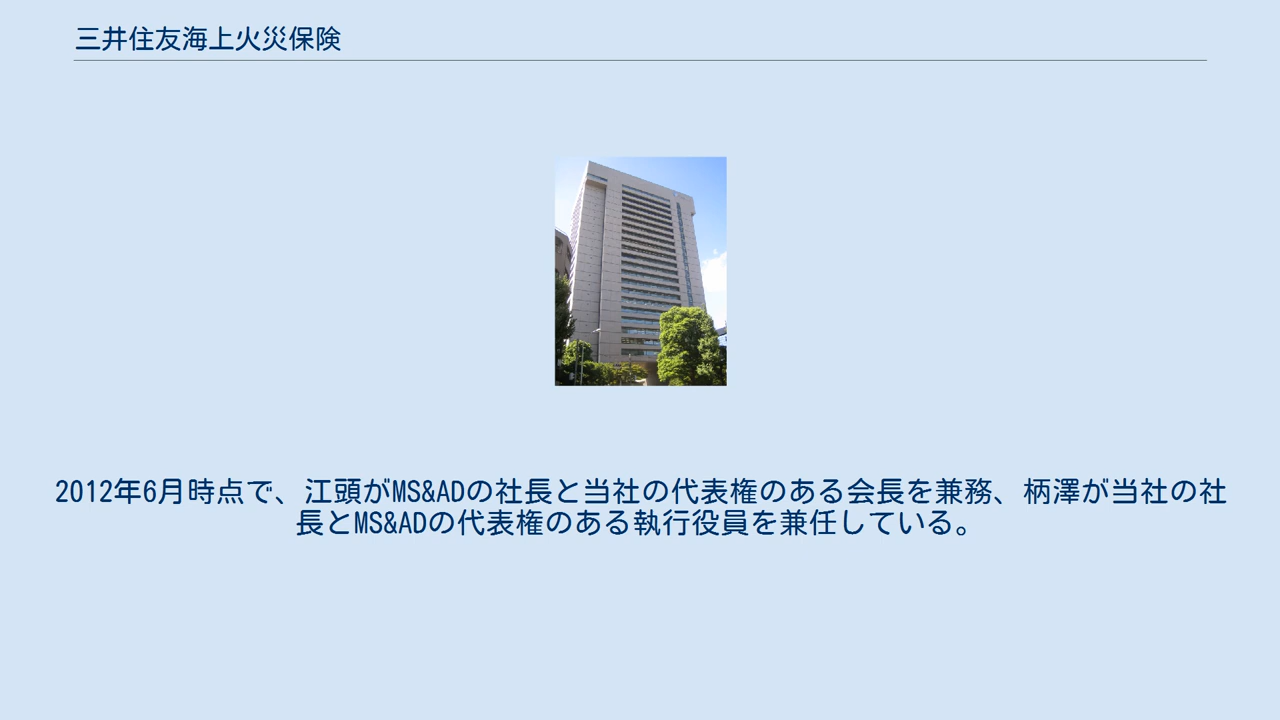 三井住友海上火災保険
2012年6月時点で、江頭がMS&ADの社長と当社の代表権のある会長を兼務、柄澤が当社の社
長とMS&ADの代表権のある執行役員を兼任している。